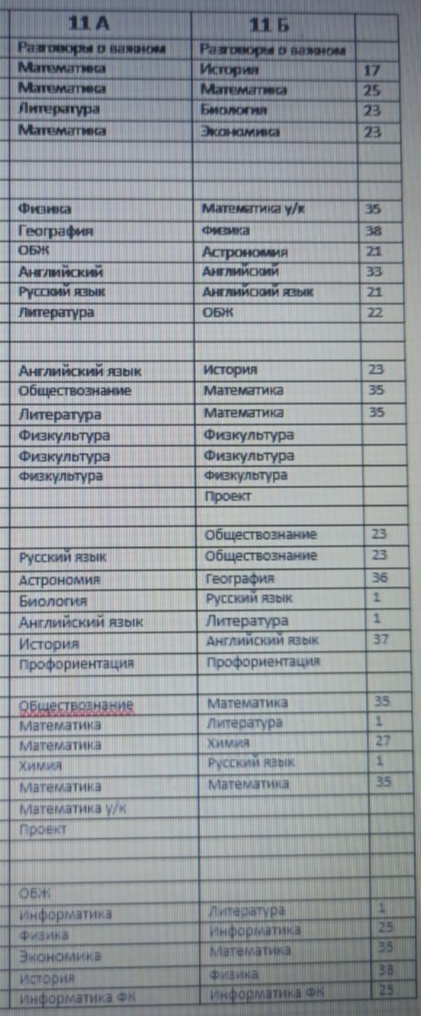 11 А 11 Б
Разговоры о важном Разговоры о важном
Математика История 17
Математика Математика 25
Литература Биология 23
Математика Экономика 23
Физика Математика у/к 35
География Физика 38
ОБЖ Астрономия 21
Английский Английский 33
Русский язык Английский язык 21
Литература ОБЖ 22
Английский язык История 23
Обществознание Математика 35
Литература Математика 35
Физкультура Физкультура
Физкультура Физкультура
Физкультура Физкультура
Проект
Обществознание 23
Русский язык Обществознание 23
Астрономия География 36
Биология Русский язык 1
Английский язык Литература 1
История Английский язык 37
Профориентация Профориентация
Обществознание Математика 35
Математика Литература 1
Математика Химия 27
Химия Русский язык 1
Математика Математика 35
Математика у/к
Проект
ОБЖ
Информатика Литература 1
Физика Информатика 25
Экономика Математика 35
История Физика 38
Информатика ФК Информатика ФК 25